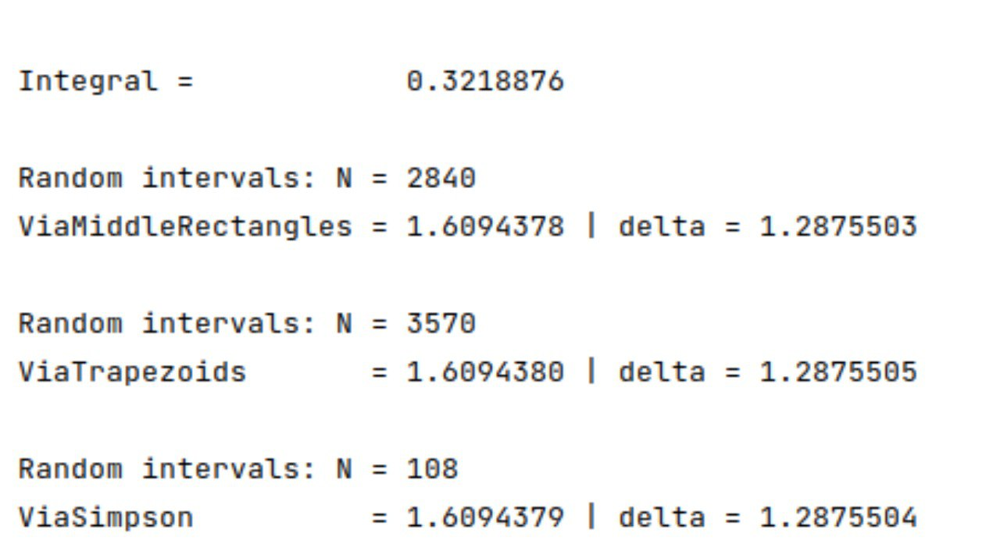 Integral =            0.3218876
Random intervals: N = 2840
ViaMiddleRectangles = 1.6094378 | delta = 1.2875503
Random intervals: N = 3570
ViaTrapezoids       = 1.6094380 | delta = 1.2875505
Random intervals: N = 108
ViaSimpson          = 1.6094379 | delta = 1.2875504